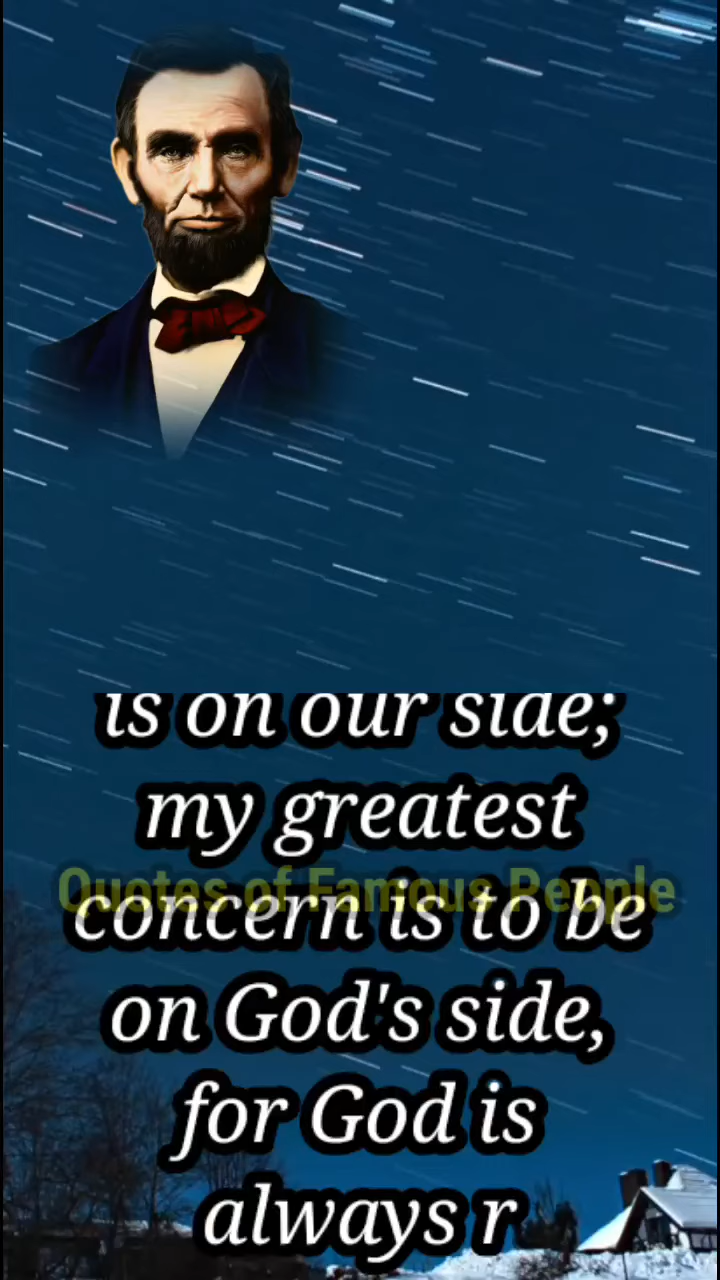 is on our side;
my greatest
Quotes of Famous People
concern is to be
on God's side,
for God is
always r